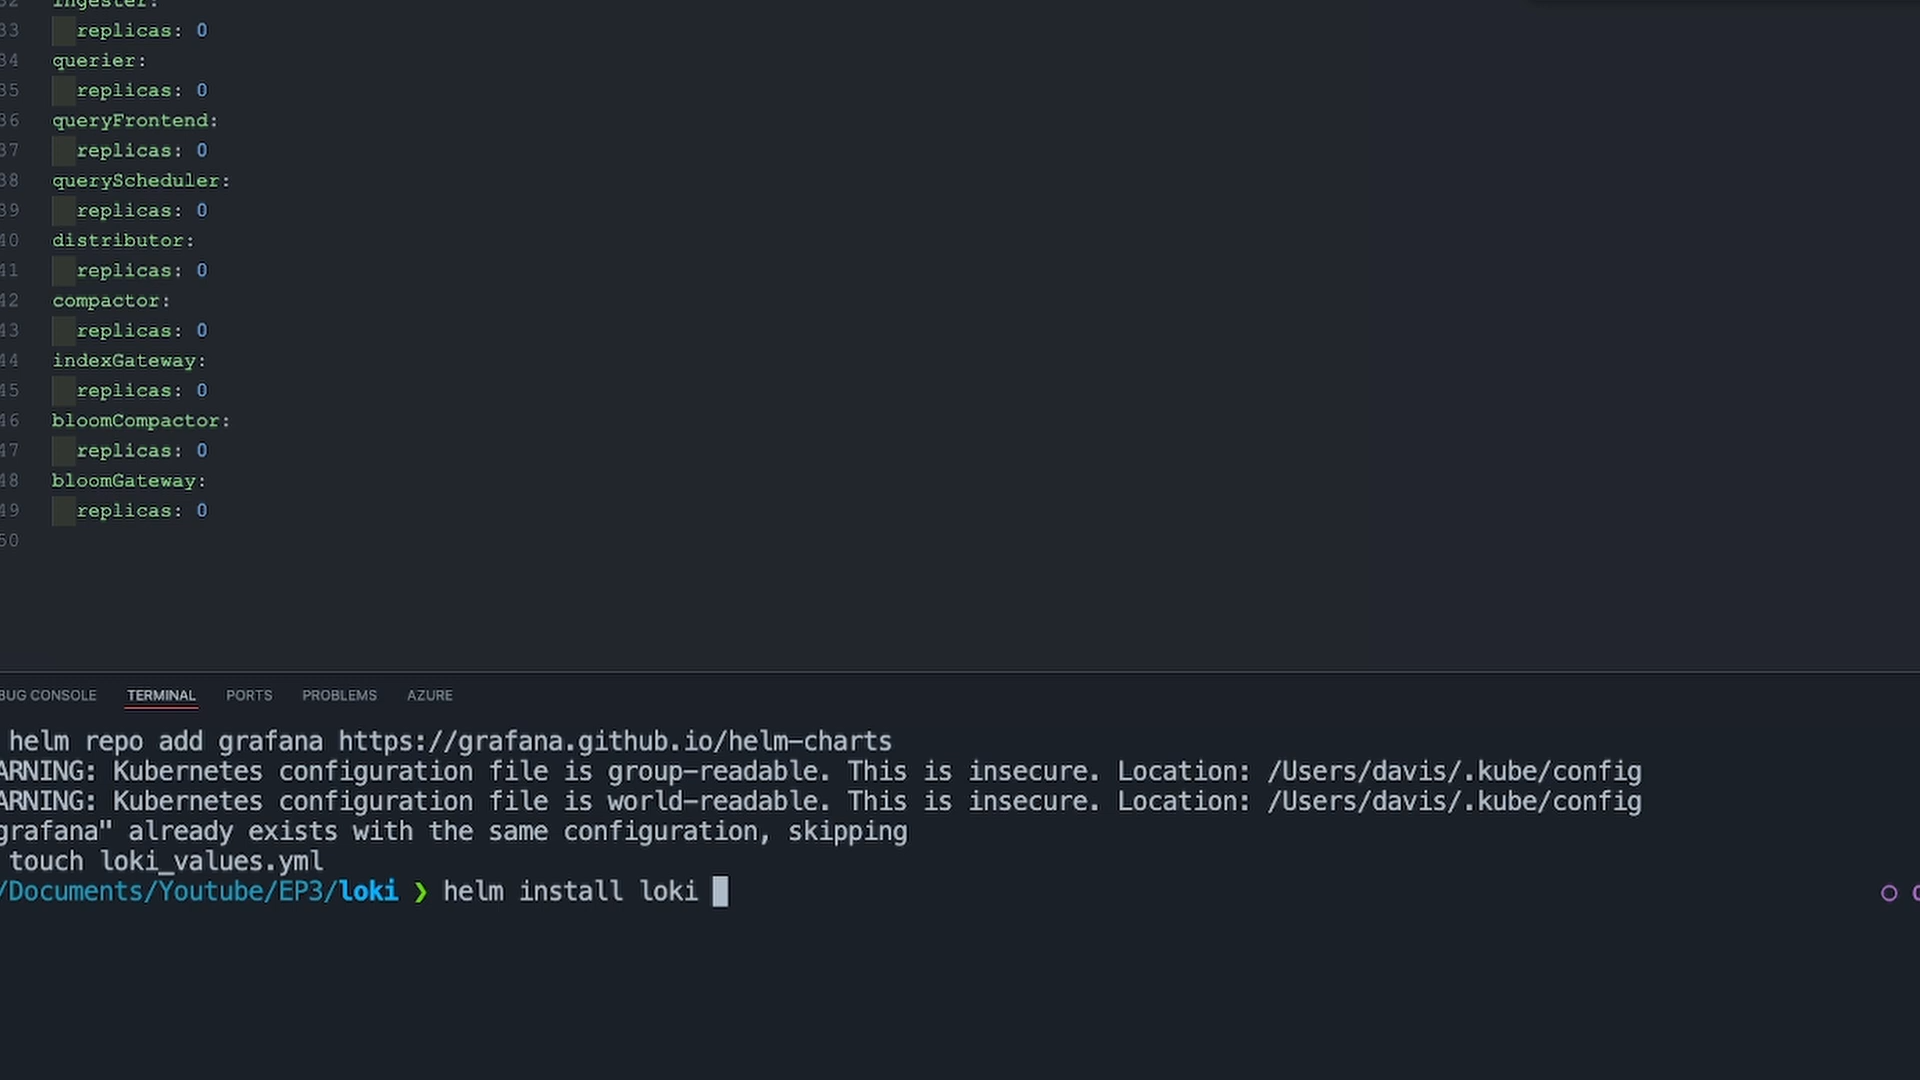 32 ingester:
33 replicas: 0
34 querier:
35 replicas: 0
36 queryFrontend:
37 replicas: 0
38 queryScheduler:
39 replicas: 0
40 distributor:
41 replicas: 0
42 compactor:
43 replicas: 0
44 indexGateway:
45 replicas: 0
46 bloomCompactor:
47 replicas: 0
48 bloomGateway:
49 replicas: 0
50
BUG CONSOLE TERMINAL PORTS PROBLEMS AZURE
helm repo add grafana https://grafana.github.io/helm-charts
ARNING: Kubernetes configuration file is group-readable. This is insecure. Location: /Users/davis/.kube/config
ARNING: Kubernetes configuration file is world-readable. This is insecure. Location: /Users/davis/.kube/config
grafana" already exists with the same configuration, skipping
touch loki_values.yml
/Documents/Youtube/EP3/loki ❯ helm install loki